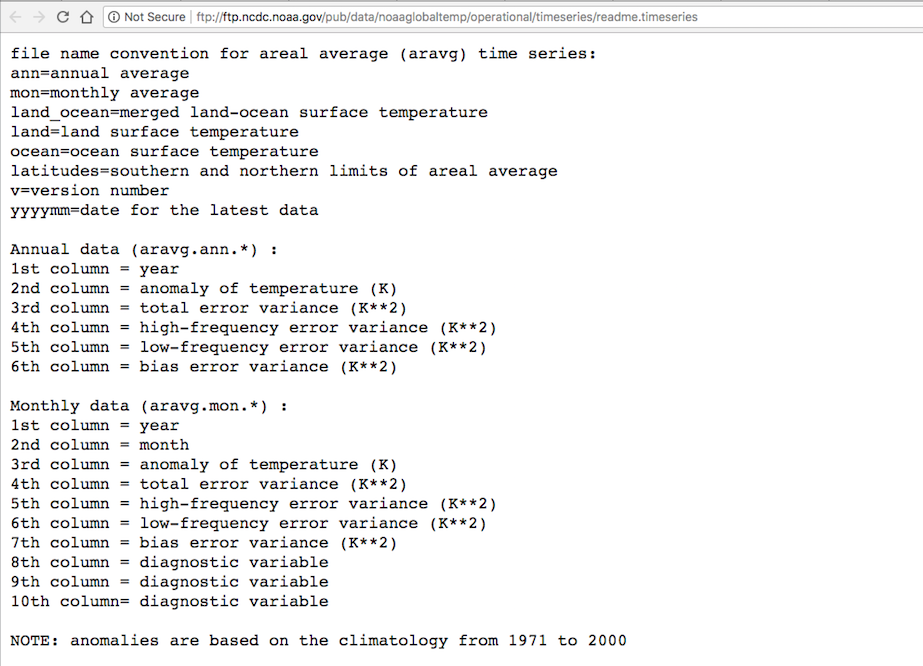 Not Secure | ftp://ftp.ncdc.noaa.gov/pub/data/noaaglobaltemp/operational/timeseries/readme.timeseries
file name convention for areal average (aravg) time series:
ann=annual average
mon=monthly average
land_ocean=merged land-ocean surface temperature
land=land surface temperature
ocean=ocean surface temperature
latitudes=southern and northern limits of areal average
v=version number
yyyymm=date for the latest data

Annual data (aravg.ann.*) :
1st column = year
2nd column = anomaly of temperature (K)
3rd column = total error variance (K**2)
4th column = high-frequency error variance (K**2)
5th column = low-frequency error variance (K**2)
6th column = bias error variance (K**2)

Monthly data (aravg.mon.*) :
1st column = year
2nd column = month
3rd column = anomaly of temperature (K)
4th column = total error variance (K**2)
5th column = high-frequency error variance (K**2)
6th column = low-frequency error variance (K**2)
7th column = bias error variance (K**2)
8th column = diagnostic variable
9th column = diagnostic variable
10th column= diagnostic variable

NOTE: anomalies are based on the climatology from 1971 to 2000